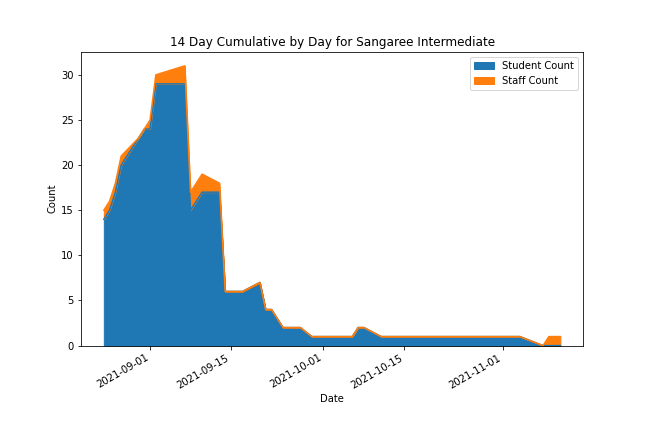 14 Day Cumulative by Day for Sangaree Intermediate
Student Count
Staff Count
30
25
20
15
10
5
0
Count
2021-09-01
2021-09-15
2021-10-01
2021-10-15
2021-11-01
Date